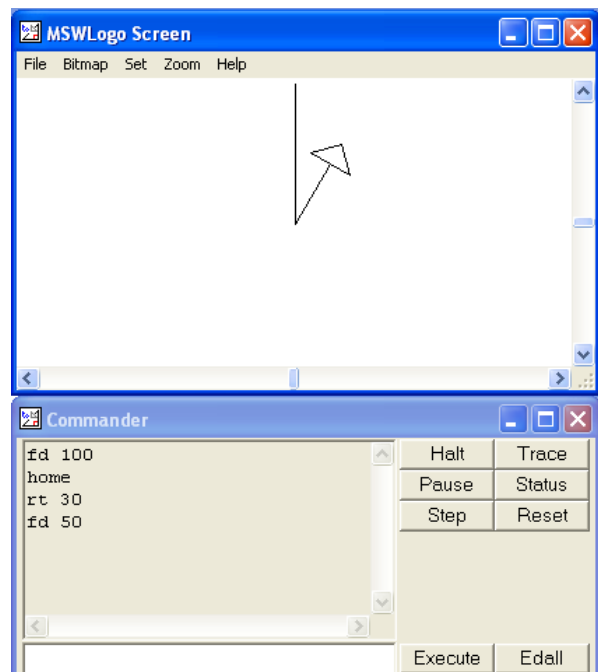 MSWLogo Screen
File Bitmap Set Zoom Help
Commander
fd 100
home
rt 30
fd 50
Halt Trace
Pause Status
Step Reset
Execute Edall